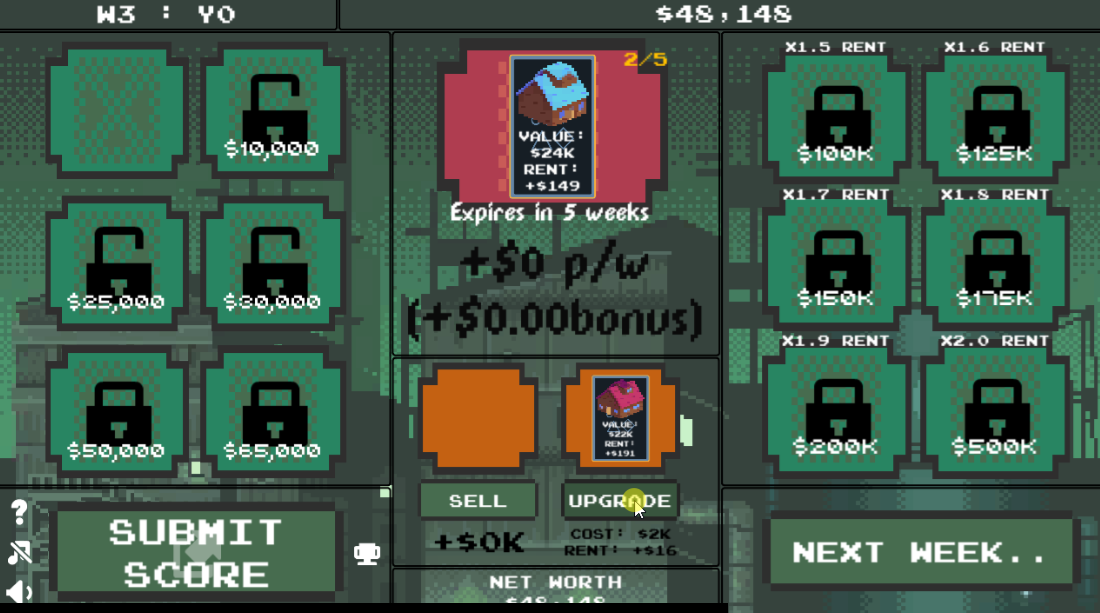 W3 : YO
$48,148
$10,000
$25,000
$30,000
$50,000
$65,000
SUBMIT
SCORE
?
2/5
VALUE:
$24K
RENT:
+$149
Expires in 5 weeks
+$0 p/w
(+$0.00bonus)
VALUE:
$22K
RENT:
+$191
SELL
UPGRADE
+$0K
COST: $2K
RENT: +$16
NET WORTH
$48,148
X1.5 RENT
X1.6 RENT
$100K
$125K
X1.7 RENT
X1.8 RENT
$150K
$175K
X1.9 RENT
X2.0 RENT
$200K
$500K
NEXT WEEK..